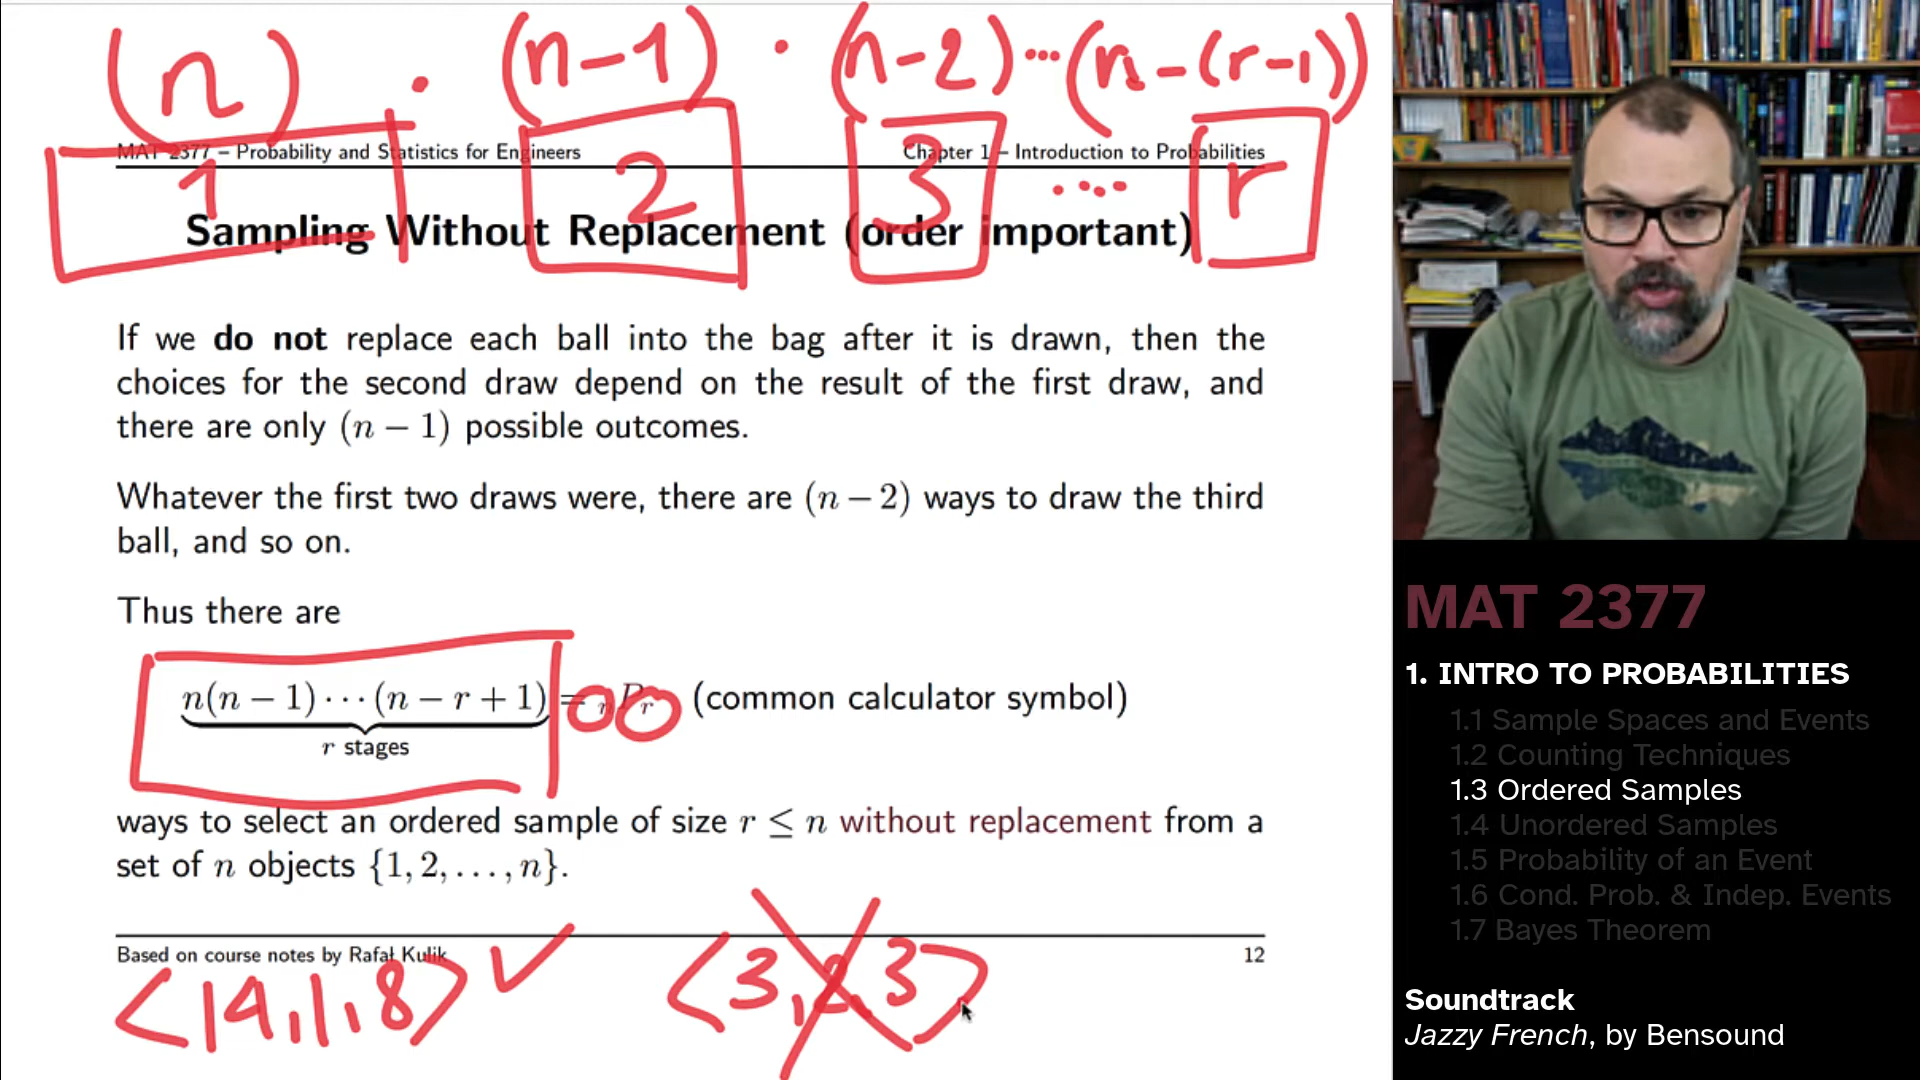 (n) · (n-1) · (n-2) ... (n-(r-1))
MAT 2377 – Probability and Statistics for Engineers Chapter 1 – Introduction to Probabilities
1 2 3 .... r
Sampling Without Replacement (order important)
If we do not replace each ball into the bag after it is drawn, then the
choices for the second draw depend on the result of the first draw, and
there are only (n − 1) possible outcomes.
Whatever the first two draws were, there are (n − 2) ways to draw the third
ball, and so on.
Thus there are
n(n − 1) · · · (n − r + 1) = nPr (common calculator symbol)
r stages
ways to select an ordered sample of size r ≤ n without replacement from a
set of n objects {1, 2, . . . , n}.
Based on course notes by Rafał Kulik 12
<14,1,8> ✓ <3,2,3>
MAT 2377
1. INTRO TO PROBABILITIES
1.1 Sample Spaces and Events
1.2 Counting Techniques
1.3 Ordered Samples
1.4 Unordered Samples
1.5 Probability of an Event
1.6 Cond. Prob. & Indep. Events
1.7 Bayes Theorem
Soundtrack
Jazzy French, by Bensound